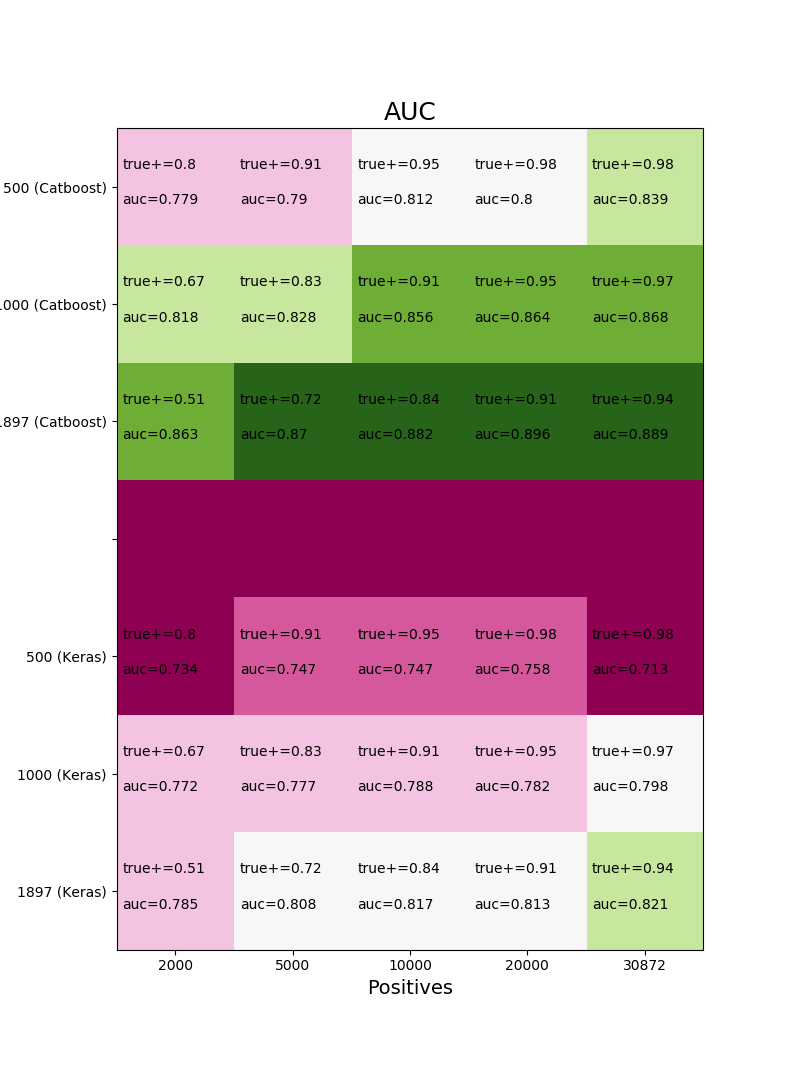 AUC
true+=0.8 true+=0.91 true+=0.95 true+=0.98 true+=0.98
500 (Catboost)
auc=0.779 auc=0.79 auc=0.812 auc=0.8 auc=0.839
true+=0.67 true+=0.83 true+=0.91 true+=0.95 true+=0.97
1000 (Catboost)
auc=0.818 auc=0.828 auc=0.856 auc=0.864 auc=0.868
true+=0.51 true+=0.72 true+=0.84 true+=0.91 true+=0.94
1897 (Catboost)
auc=0.863 auc=0.87 auc=0.882 auc=0.896 auc=0.889
true+=0.8 true+=0.91 true+=0.95 true+=0.98 true+=0.98
500 (Keras)
auc=0.734 auc=0.747 auc=0.747 auc=0.758 auc=0.713
true+=0.67 true+=0.83 true+=0.91 true+=0.95 true+=0.97
1000 (Keras)
auc=0.772 auc=0.777 auc=0.788 auc=0.782 auc=0.798
true+=0.51 true+=0.72 true+=0.84 true+=0.91 true+=0.94
1897 (Keras)
auc=0.785 auc=0.808 auc=0.817 auc=0.813 auc=0.821
2000 5000 10000 20000 30872
Positives